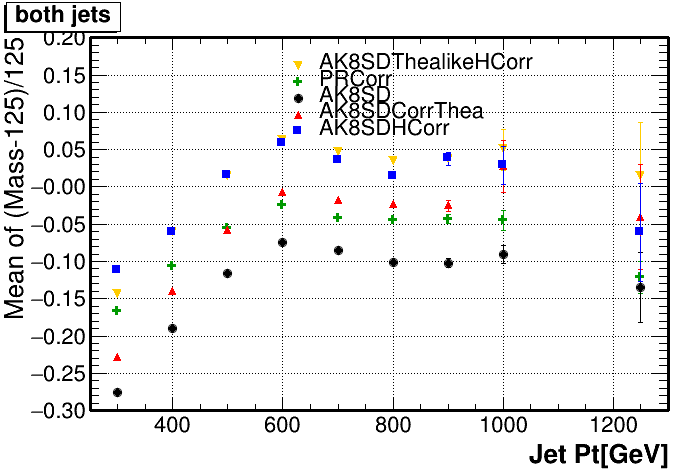 both jets
0.20
0.15
0.10
0.05
−0.00
−0.05
−0.10
−0.15
−0.20
−0.25
−0.30
Mean of (Mass-125)/125
AK8SDThealikeHCorr
PRCorr
AK8SD
AK8SDCorrThea
AK8SDHCorr
400 600 800 1000 1200
Jet Pt[GeV]